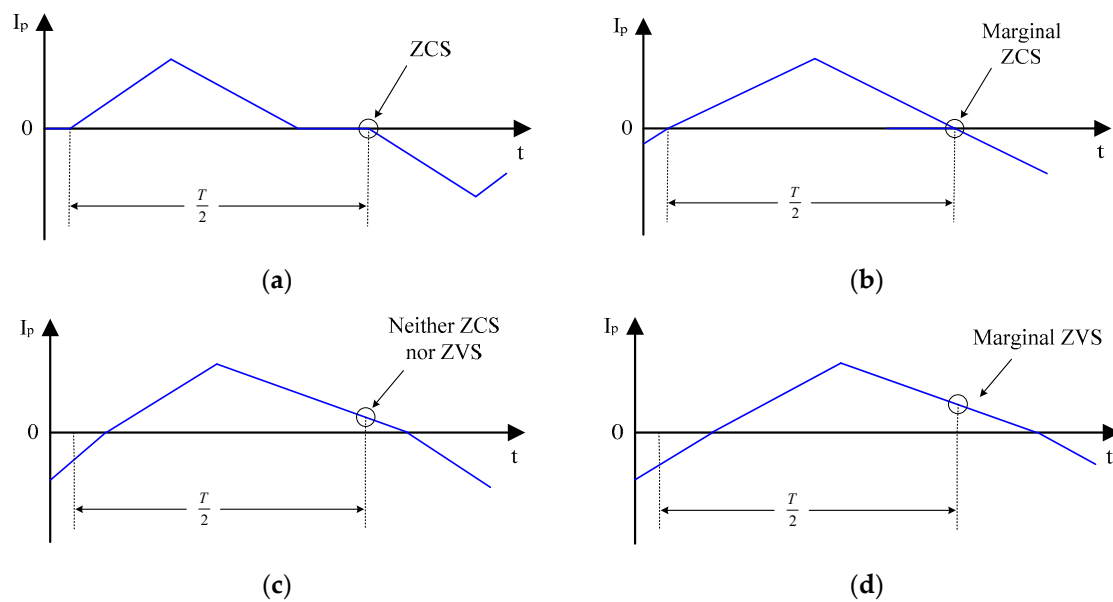 Iₚ
ZCS
0
t
T/2
(a)
Iₚ
Marginal
ZCS
0
t
T/2
(b)
Iₚ
Neither ZCS
nor ZVS
0
t
T/2
(c)
Iₚ
Marginal ZVS
0
t
T/2
(d)